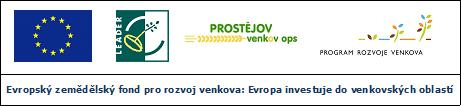 LEADER
PROSTĚJOV
venkov ops
PROGRAM ROZVOJE VENKOVA
Evropský zemědělský fond pro rozvoj venkova: Evropa investuje do venkovských oblastí